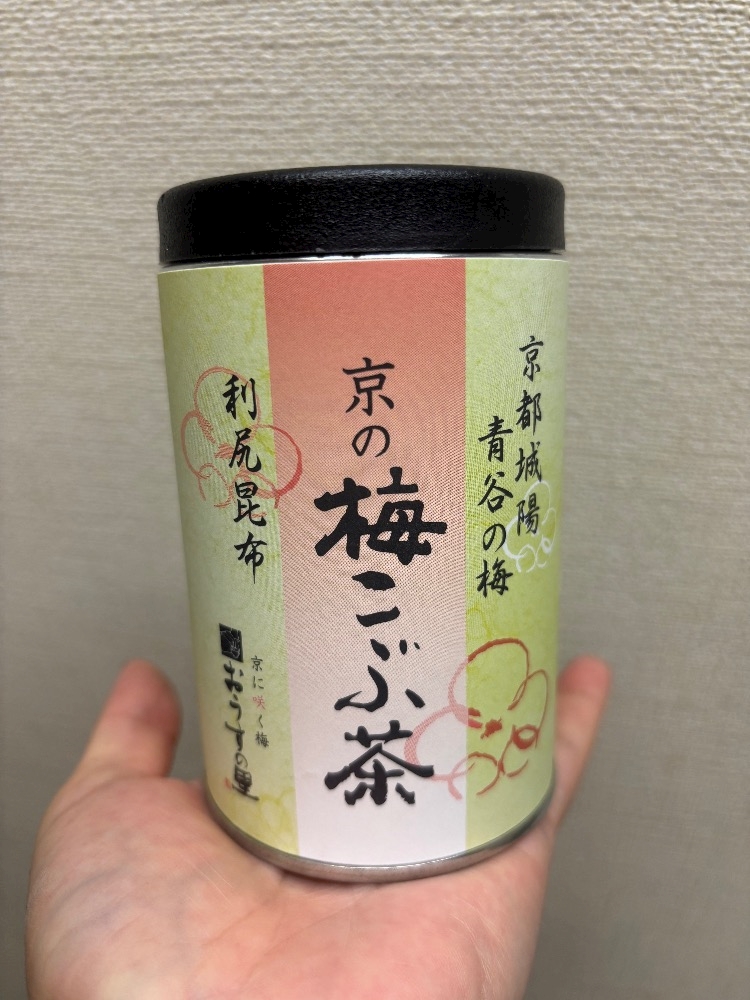 京都城陽
青谷の梅
京の
梅こぶ茶
利尻昆布
京に咲く梅
おうすの里